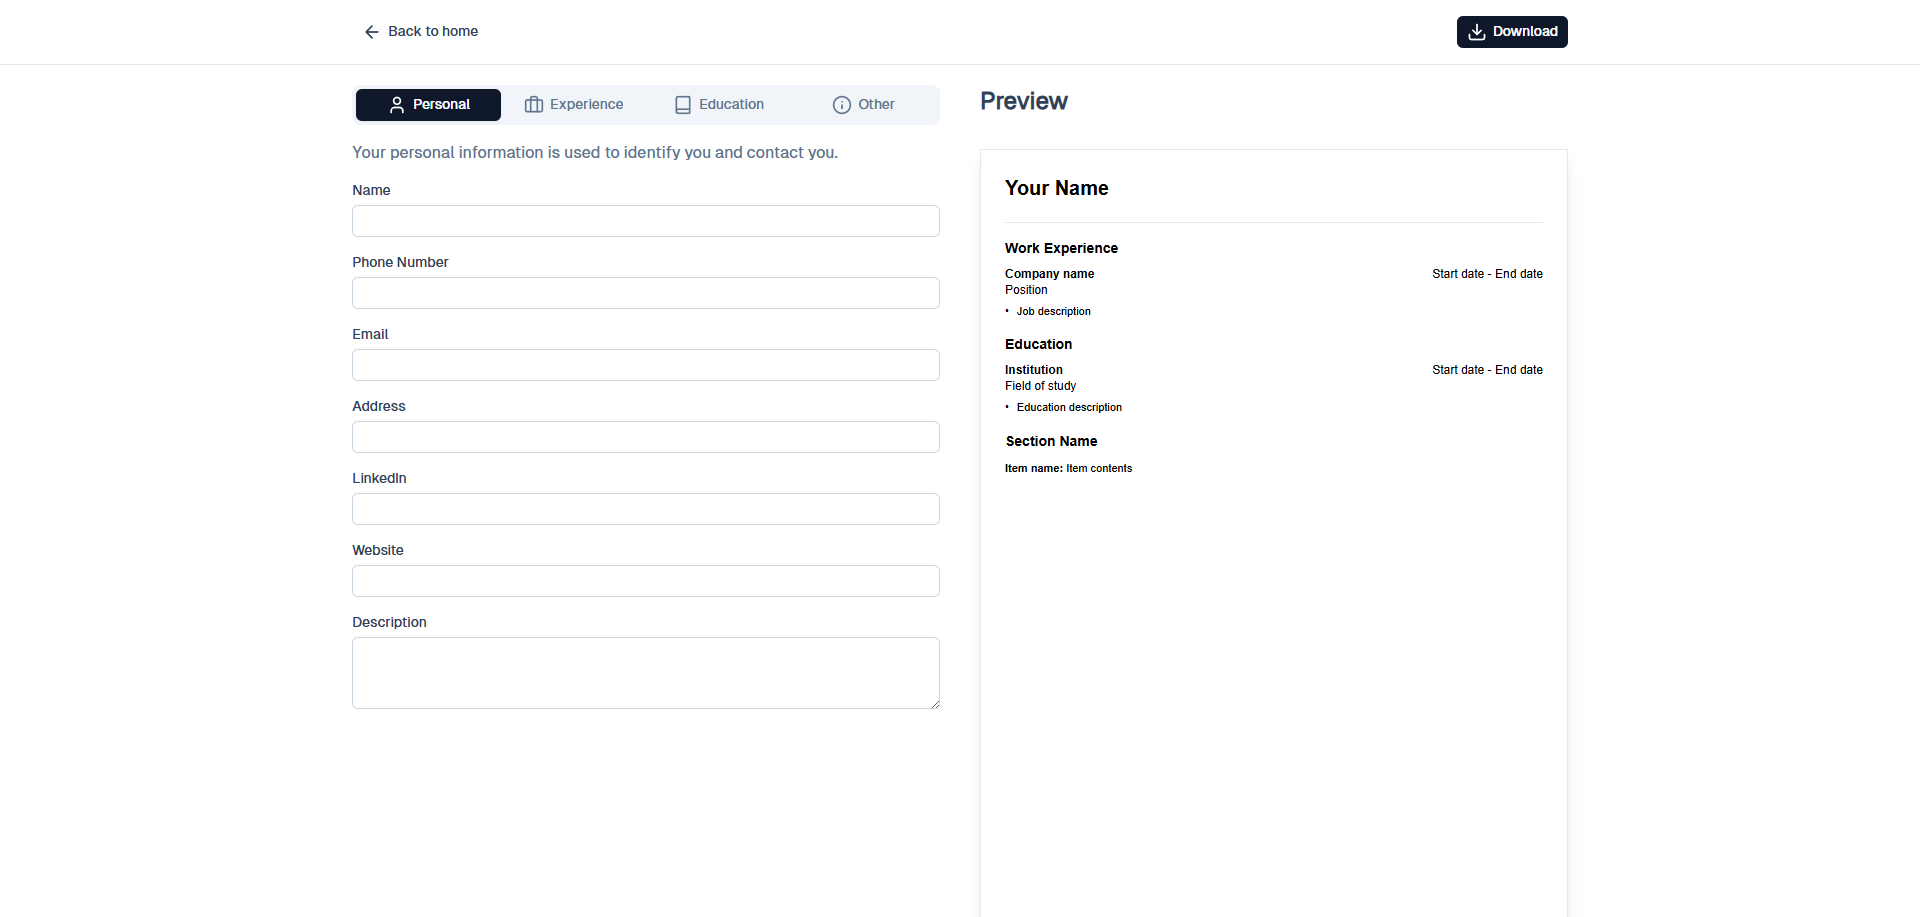 Back to home
Download
Personal
Experience
Education
Other
Your personal information is used to identify you and contact you.
Name
Phone Number
Email
Address
LinkedIn
Website
Description
Preview
Your Name
Work Experience
Company name Start date - End date
Position
• Job description
Education
Institution Start date - End date
Field of study
• Education description
Section Name
Item name: Item contents